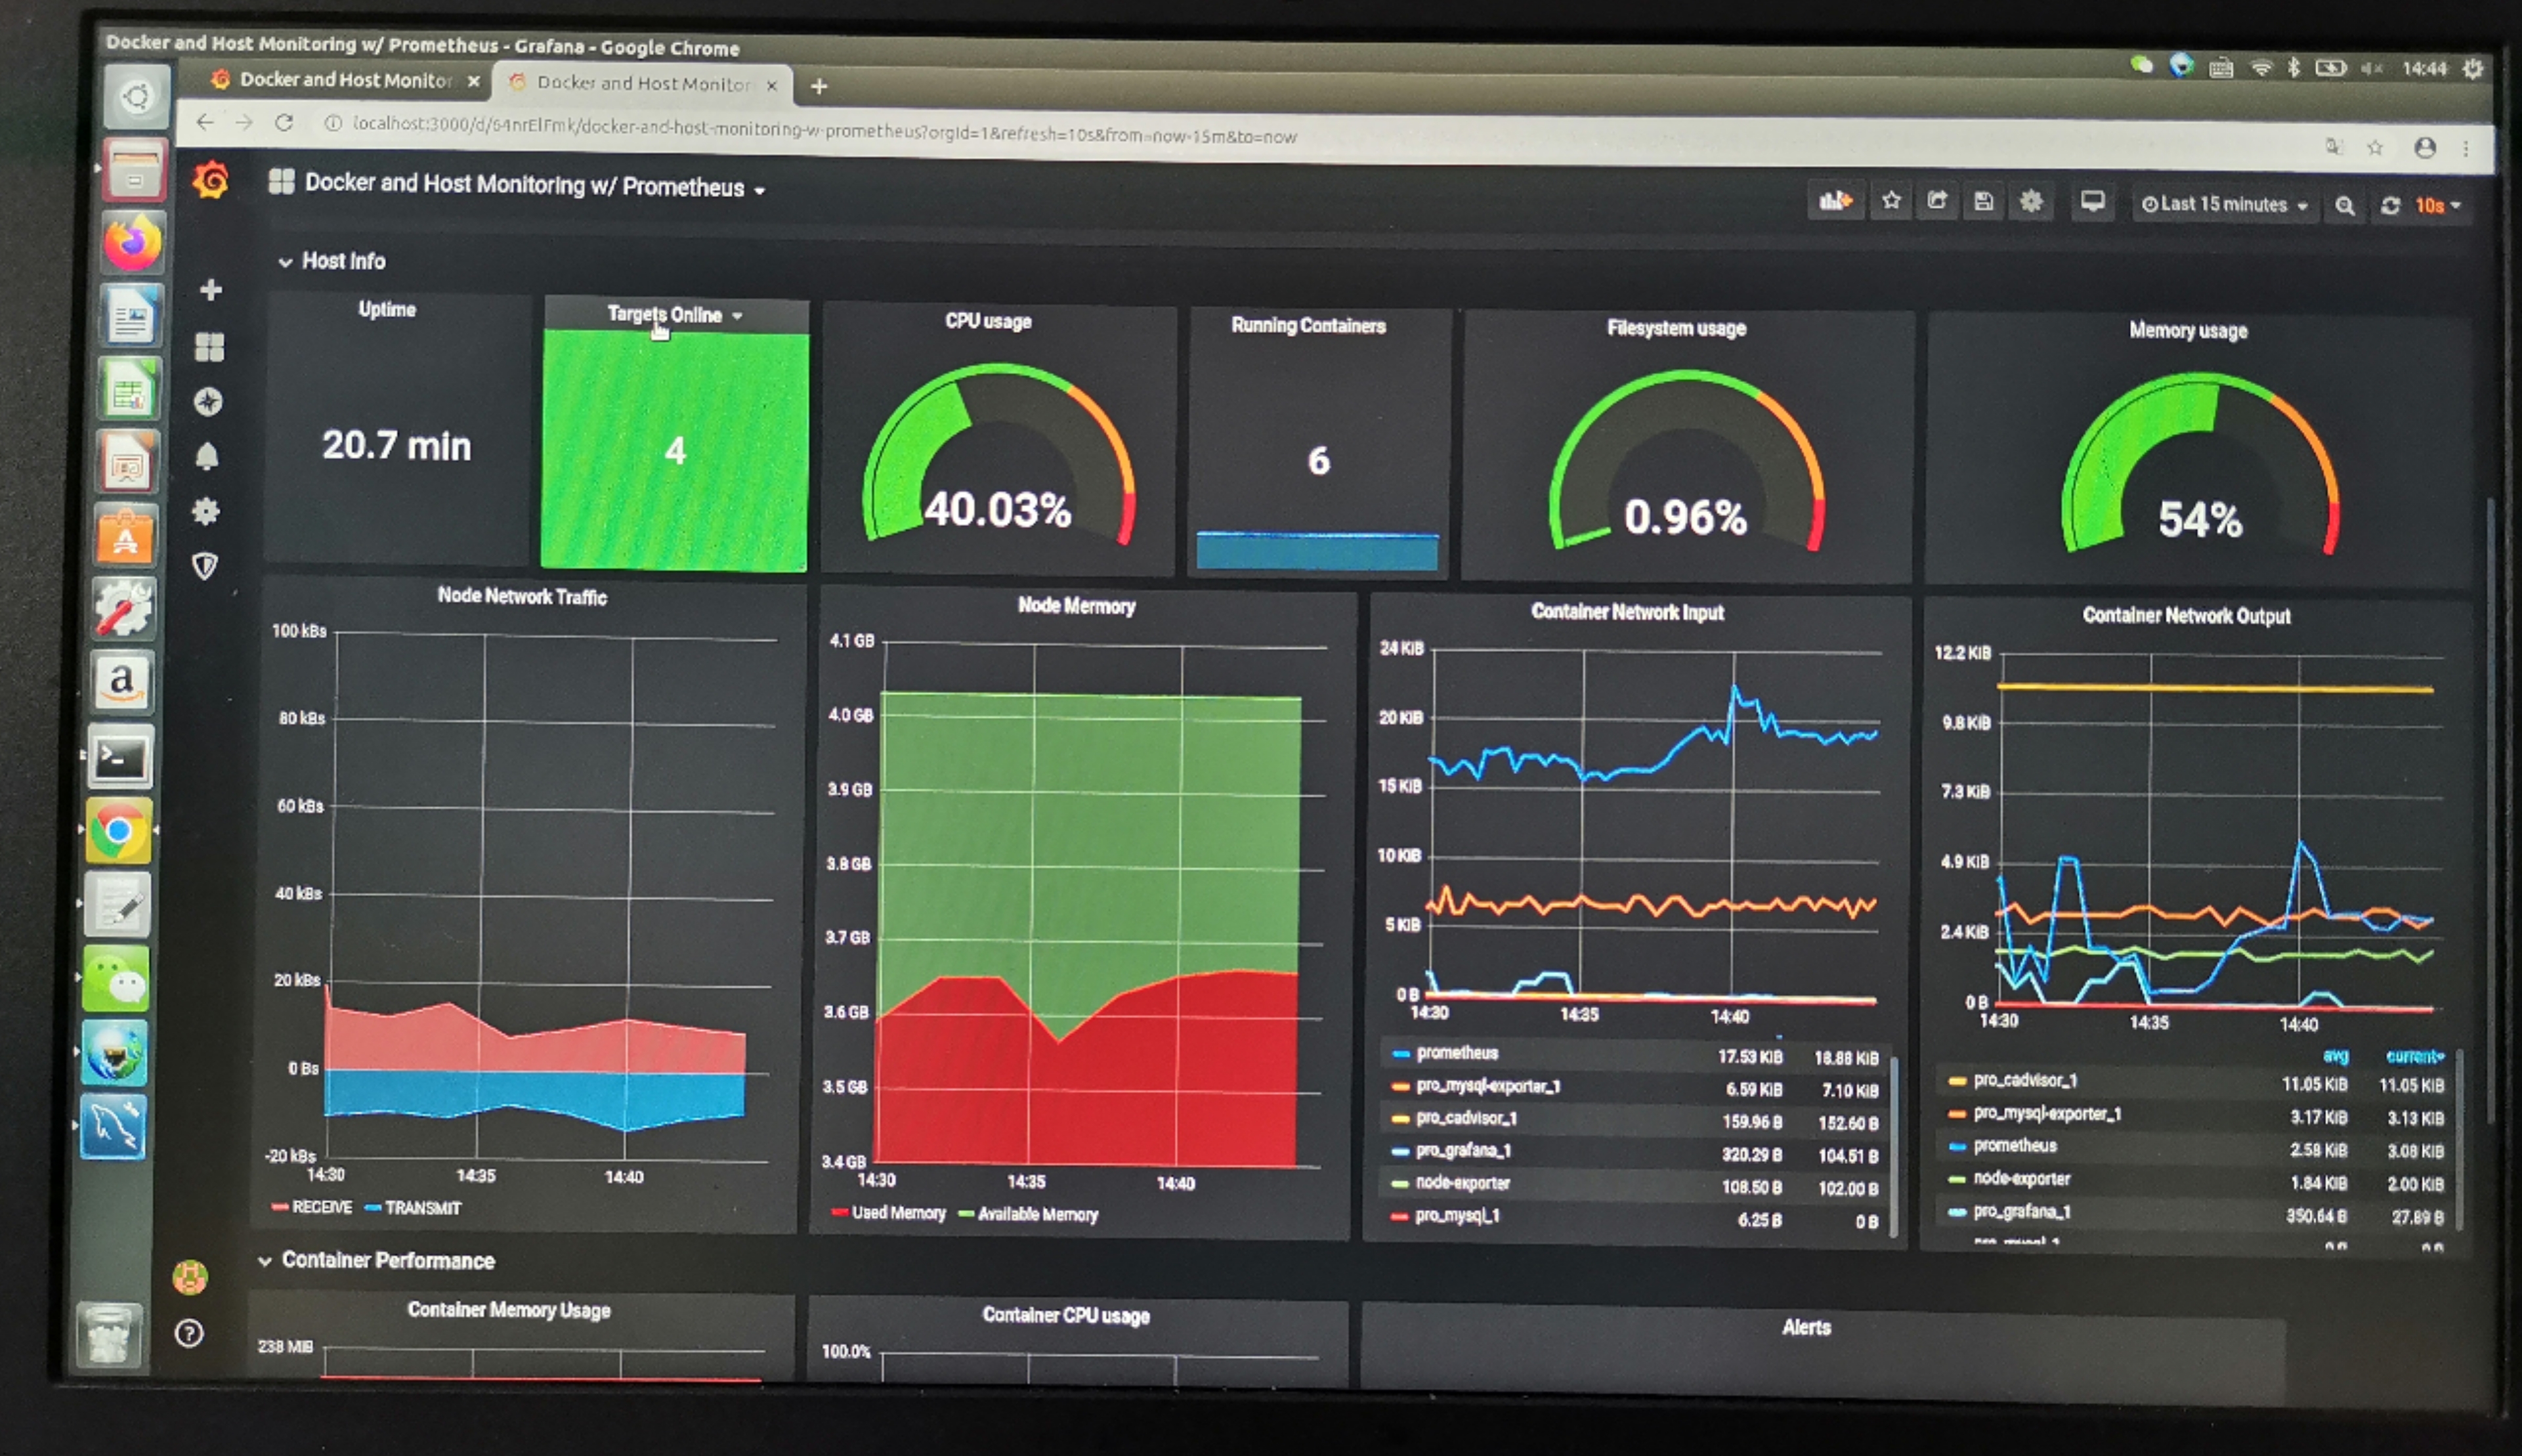 Docker and Host Monitoring w/ Prometheus - Grafana - Google Chrome
14:44
Docker and Host Monitor
Docker and Host Monitor
localhost:3000/d/64nrElFmk/docker-and-host-monitoring-w-prometheus?orgId=1&refresh=10s&from=now-15m&to=now
Docker and Host Monitoring w/ Prometheus
Last 15 minutes
10s
Host Info
Uptime
20.7 min
Targets Online
4
CPU usage
40.03%
Running Containers
6
Filesystem usage
0.96%
Memory usage
54%
Node Network Traffic
100 kBs
80 kBs
60 kBs
40 kBs
20 kBs
0 Bs
-20 kBs
14:30 14:35 14:40
RECEIVE TRANSMIT
Node Mermory
4.1 GB
4.0 GB
3.9 GB
3.8 GB
3.7 GB
3.6 GB
3.5 GB
3.4 GB
14:30 14:35 14:40
Used Memory Available Memory
Container Network Input
24 KiB
20 KiB
15 KiB
10 KiB
5 KiB
0 B
14:30 14:35 14:40
prometheus 17.53 KiB 18.88 KiB
pro_mysql-exporter_1 6.59 KiB 7.10 KiB
pro_cadvisor_1 159.96 B 152.60 B
pro_grafana_1 320.29 B 104.51 B
node-exporter 108.50 B 102.00 B
pro_mysql_1 6.25 B 0 B
Container Network Output
12.2 KiB
9.8 KiB
7.3 KiB
4.9 KiB
2.4 KiB
0 B
14:30 14:35 14:40
avg current
pro_cadvisor_1 11.05 KiB 11.05 KiB
pro_mysql-exporter_1 3.17 KiB 3.13 KiB
prometheus 2.58 KiB 3.08 KiB
node-exporter 1.84 KiB 2.00 KiB
pro_grafana_1 350.64 B 27.89 B
Container Performance
Container Memory Usage
238 MiB
Container CPU usage
100.0%
Alerts